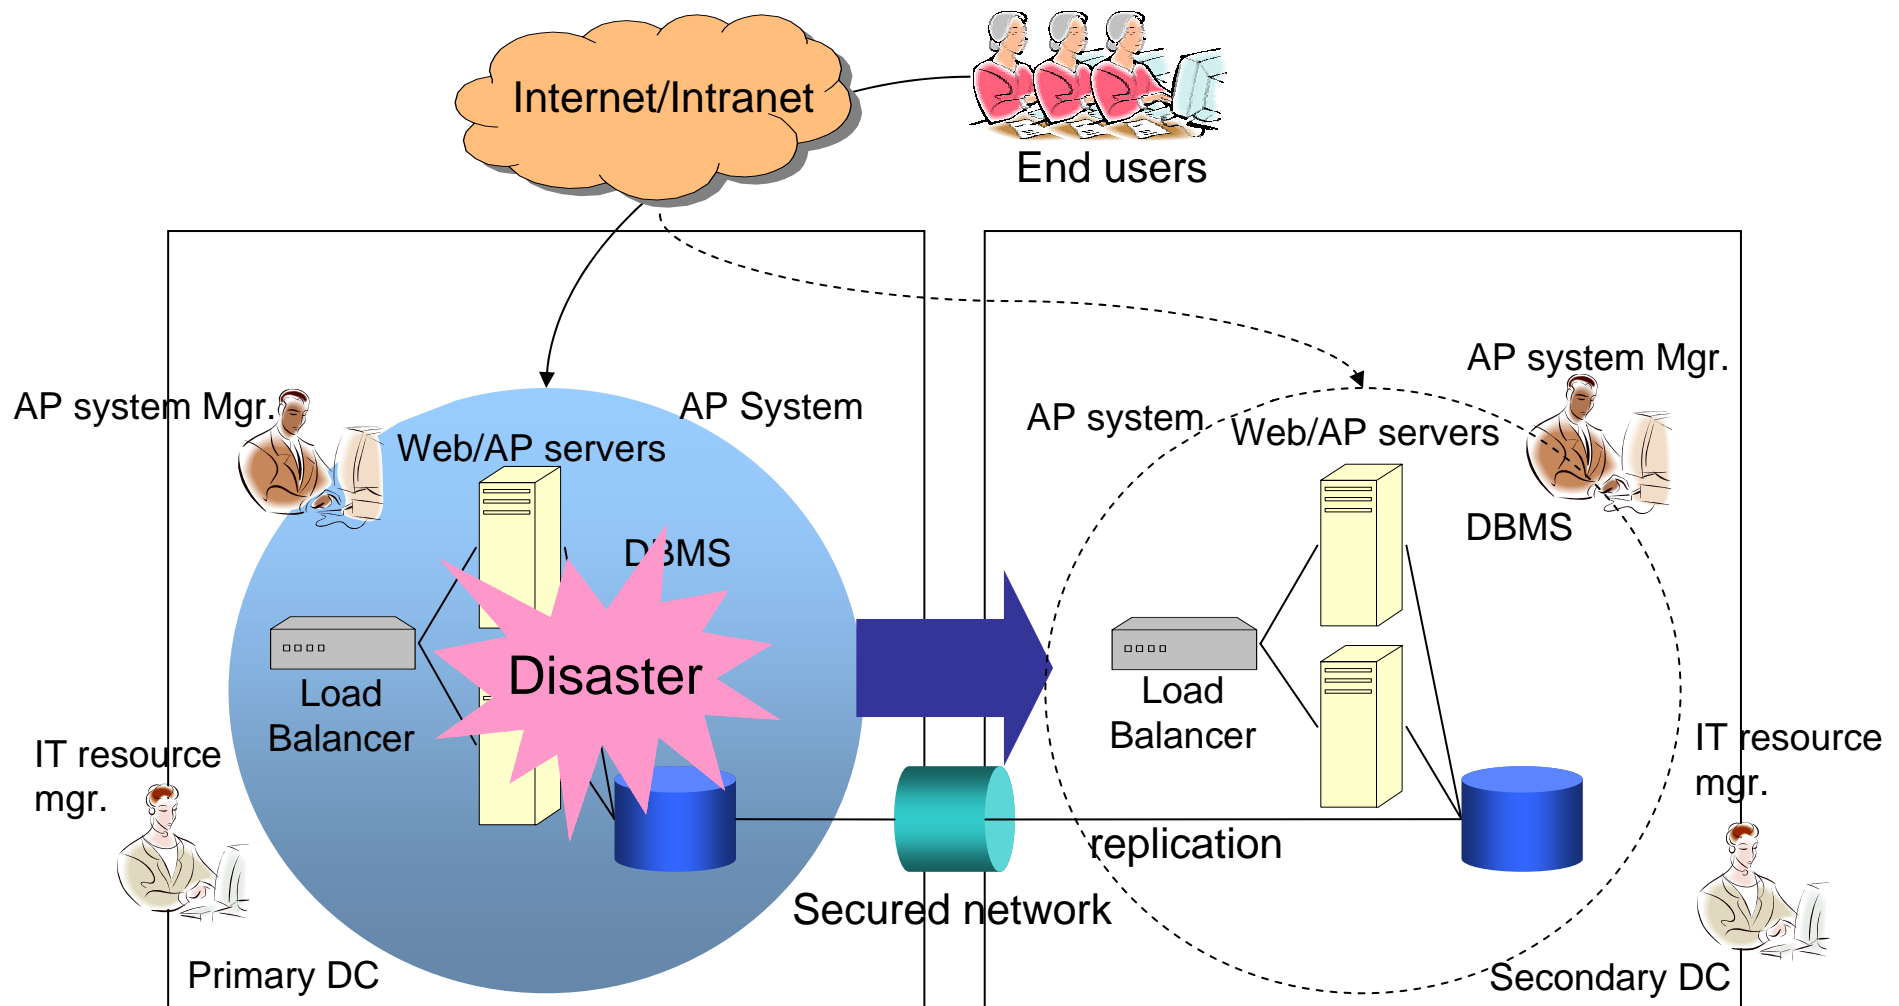 Internet/Intranet
End users
AP system Mgr.
AP System
Web/AP servers
DBMS
Disaster
Load
Balancer
IT resource
mgr.
Primary DC
AP system Mgr.
AP system
Web/AP servers
DBMS
Load
Balancer
IT resource
mgr.
replication
Secured network
Secondary DC